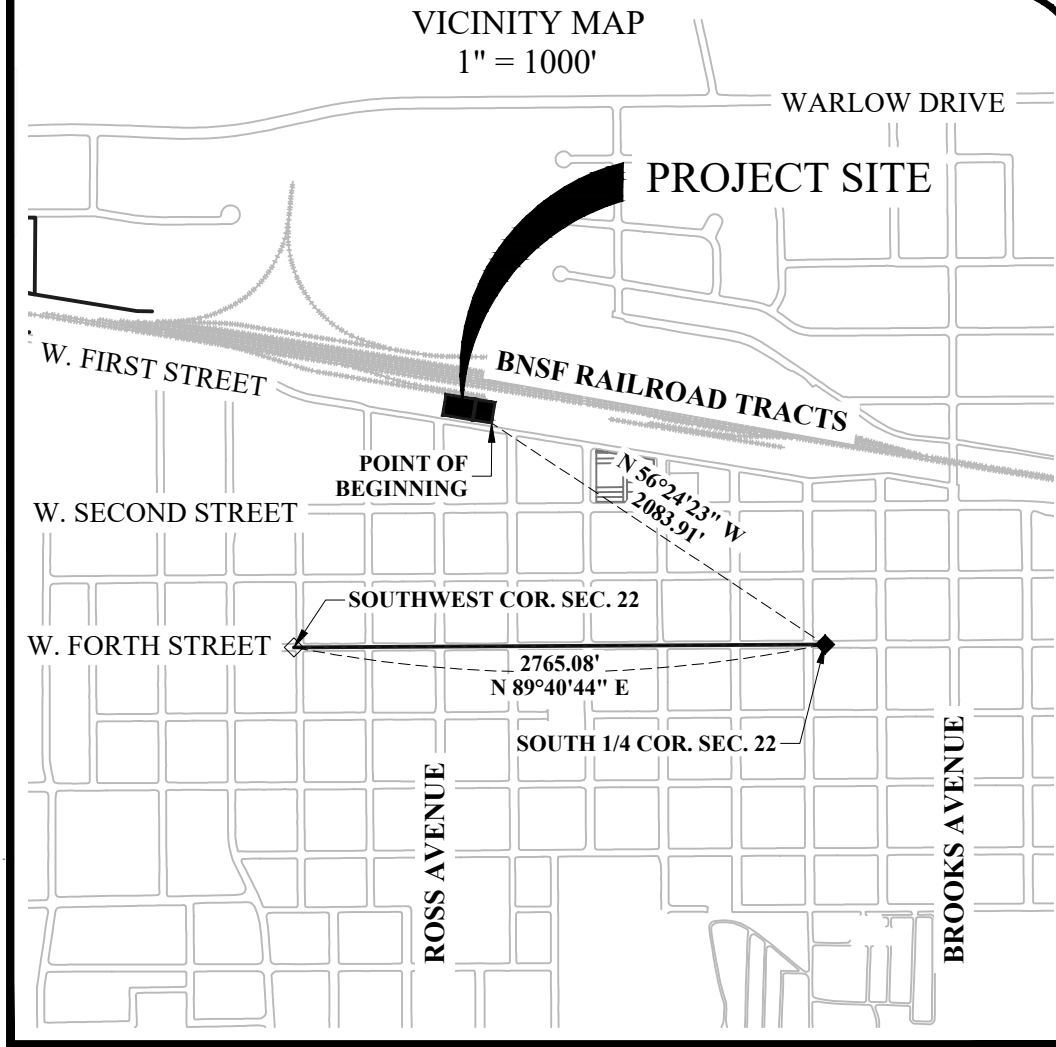 VICINITY MAP
1" = 1000'
WARLOW DRIVE
PROJECT SITE
W. FIRST STREET
BNSF RAILROAD TRACTS
POINT OF
BEGINNING
N 56°24'23" W
2083.91'
W. SECOND STREET
SOUTHWEST COR. SEC. 22
W. FORTH STREET
2765.08'
N 89°40'44" E
SOUTH 1/4 COR. SEC. 22
ROSS AVENUE
BROOKS AVENUE